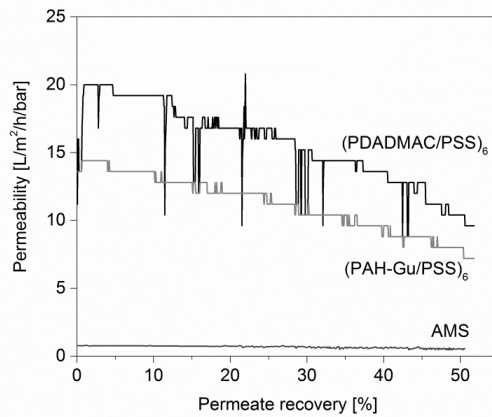 25
20
15
10
5
0
Permeability [L/m²/h/bar]
(PDADMAC/PSS)₆
(PAH-Gu/PSS)₆
AMS
0 10 20 30 40 50
Permeate recovery [%]